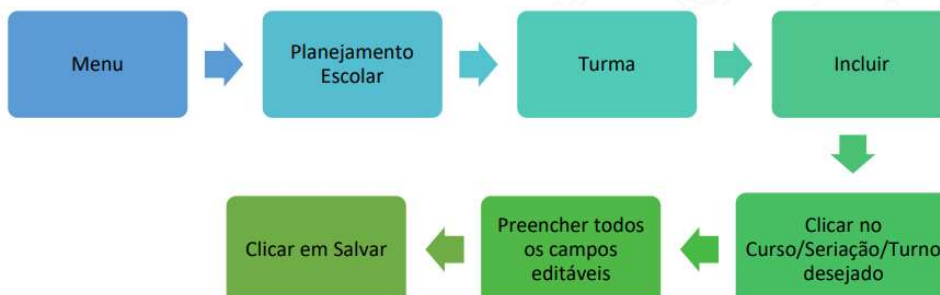 Menu
Planejamento
Escolar
Turma
Incluir
Clicar no
Curso/Seriação/Turno
desejado
Preencher todos
os campos
editáveis
Clicar em Salvar